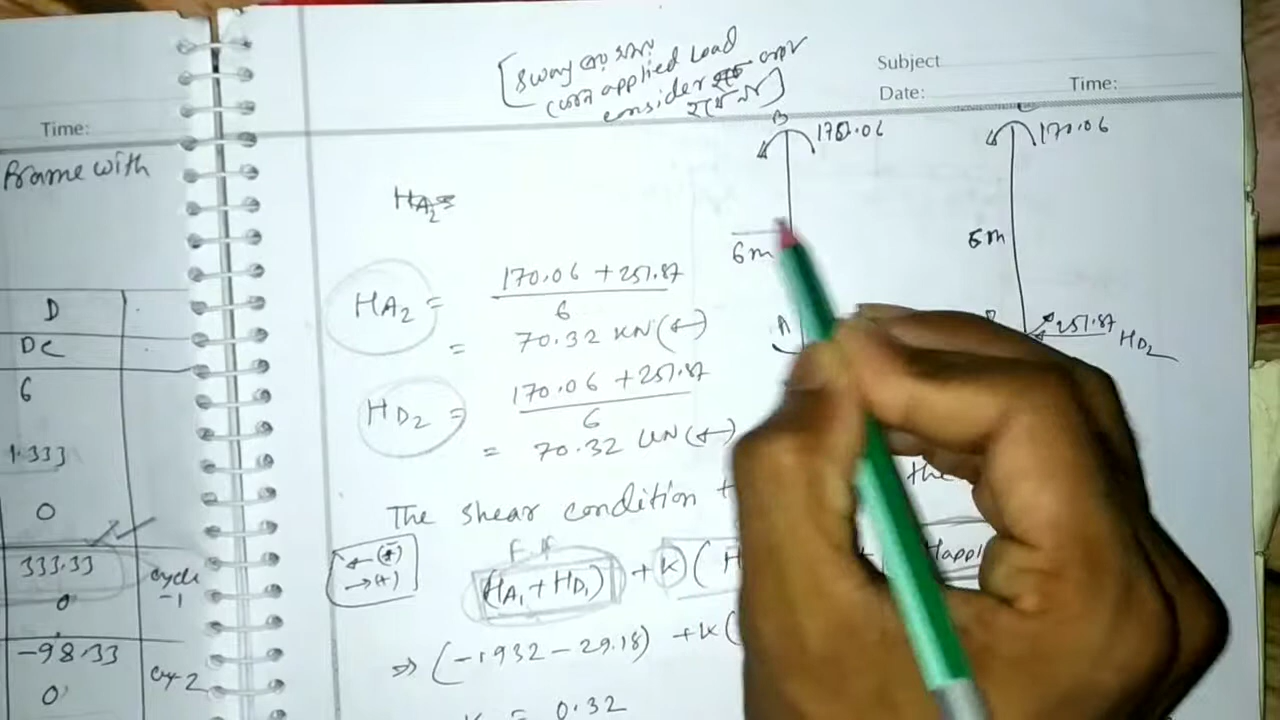 Time:
Frame with
D
DC
6
1.333
0
333.33
0
cycle
-1
-98.33
0
cy-2
Subject
Date:
Time:
applied load
consider
B
170.06
6m
A
170.06
6m
257.87
HD₂
HA₂=
HA₂ = 170.06 + 257.87
6
= 70.32 KN (←)
HD₂ = 170.06 + 257.87
6
= 70.32 KN (←)
The shear condition
the
→ (+)
(HA₁ + HD₁) + K (H
Happl
⇒ (-1932 - 29.18) + K(
K = 0.32